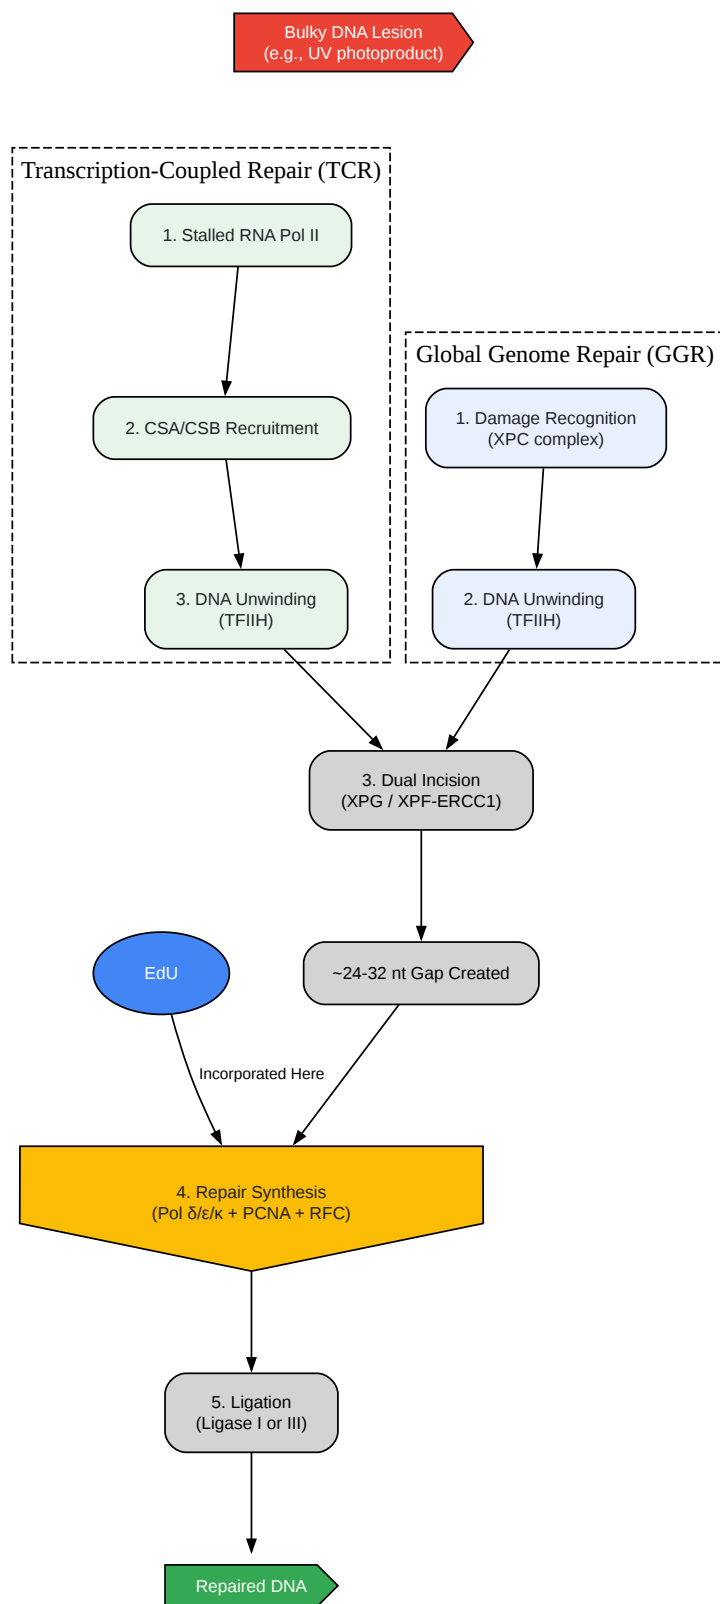 Bulky DNA Lesion
(e.g., UV photoproduct)
Transcription-Coupled Repair (TCR)
1. Stalled RNA Pol II
2. CSA/CSB Recruitment
3. DNA Unwinding
(TFIIH)
Global Genome Repair (GGR)
1. Damage Recognition
(XPC complex)
2. DNA Unwinding
(TFIIH)
3. Dual Incision
(XPG / XPF-ERCC1)
EdU
~24-32 nt Gap Created
Incorporated Here
4. Repair Synthesis
(Pol δ/ε/κ + PCNA + RFC)
5. Ligation
(Ligase I or III)
Repaired DNA